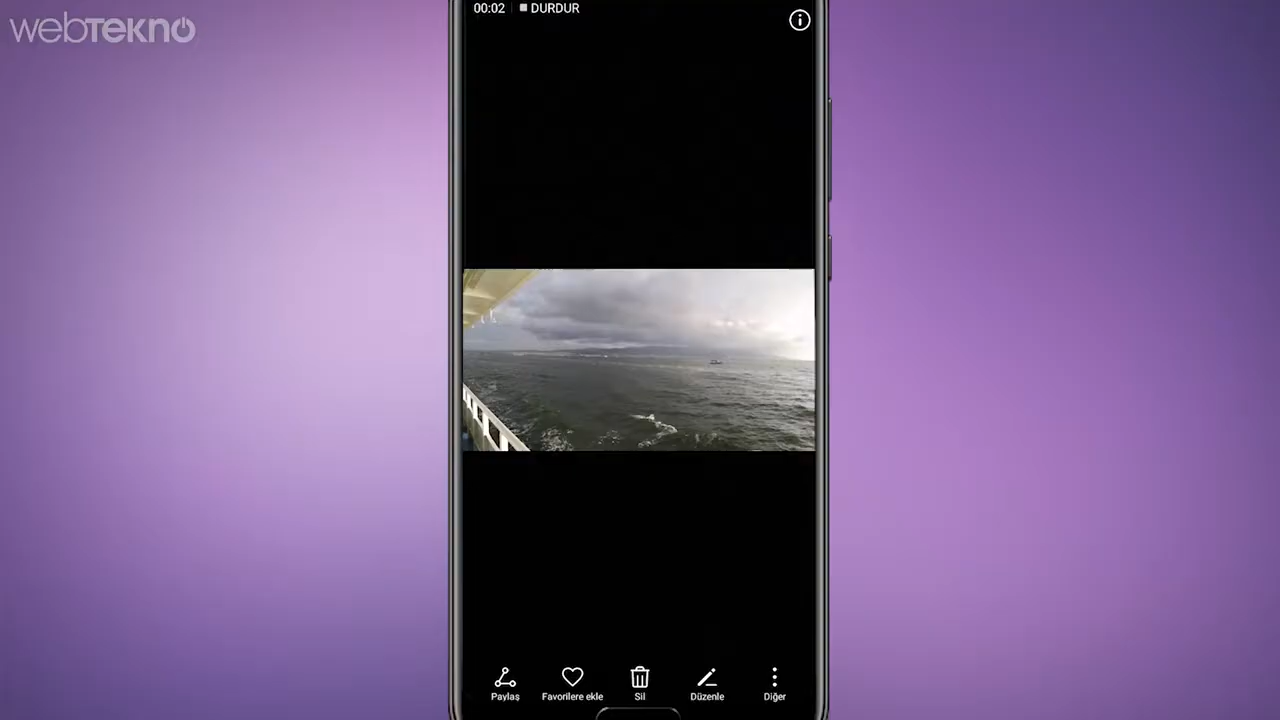 webTEKNO
00:02 DURDUR
Paylaş
Favorilere ekle
Sil
Düzenle
Diğer